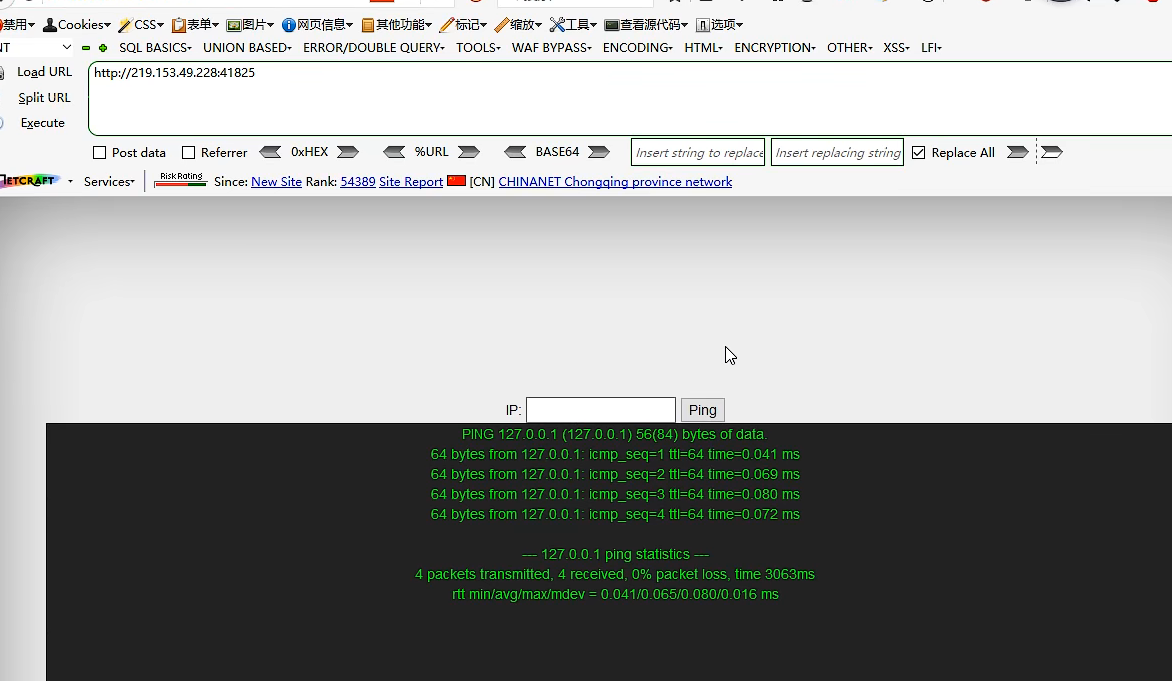 禁用 Cookies CSS 表单 图片 网页信息 其他功能 标记 缩放 工具 查看源代码 选项
NT SQL BASICS UNION BASED ERROR/DOUBLE QUERY TOOLS WAF BYPASS ENCODING HTML ENCRYPTION OTHER XSS LFI
Load URL http://219.153.49.228:41825
Split URL
Execute
Post data Referrer 0xHEX %URL BASE64 Insert string to replace Insert replacing string Replace All
ETCRAFT Services Risk Rating Since: New Site Rank: 54389 Site Report [CN] CHINANET Chongqing province network
IP: Ping
PING 127.0.0.1 (127.0.0.1) 56(84) bytes of data.
64 bytes from 127.0.0.1: icmp_seq=1 ttl=64 time=0.041 ms
64 bytes from 127.0.0.1: icmp_seq=2 ttl=64 time=0.069 ms
64 bytes from 127.0.0.1: icmp_seq=3 ttl=64 time=0.080 ms
64 bytes from 127.0.0.1: icmp_seq=4 ttl=64 time=0.072 ms
--- 127.0.0.1 ping statistics ---
4 packets transmitted, 4 received, 0% packet loss, time 3063ms
rtt min/avg/max/mdev = 0.041/0.065/0.080/0.016 ms